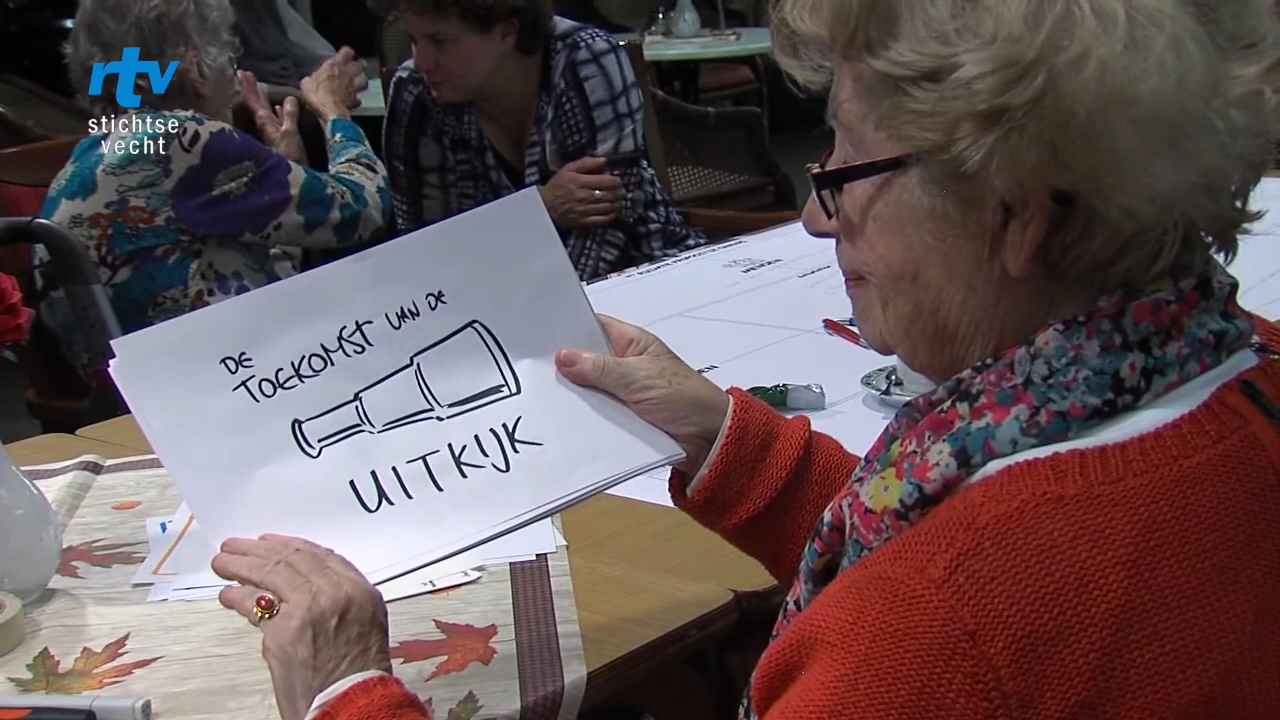 rtv
stichtse
vecht
DE
TOEKOMST VAN DE
UITKIJK